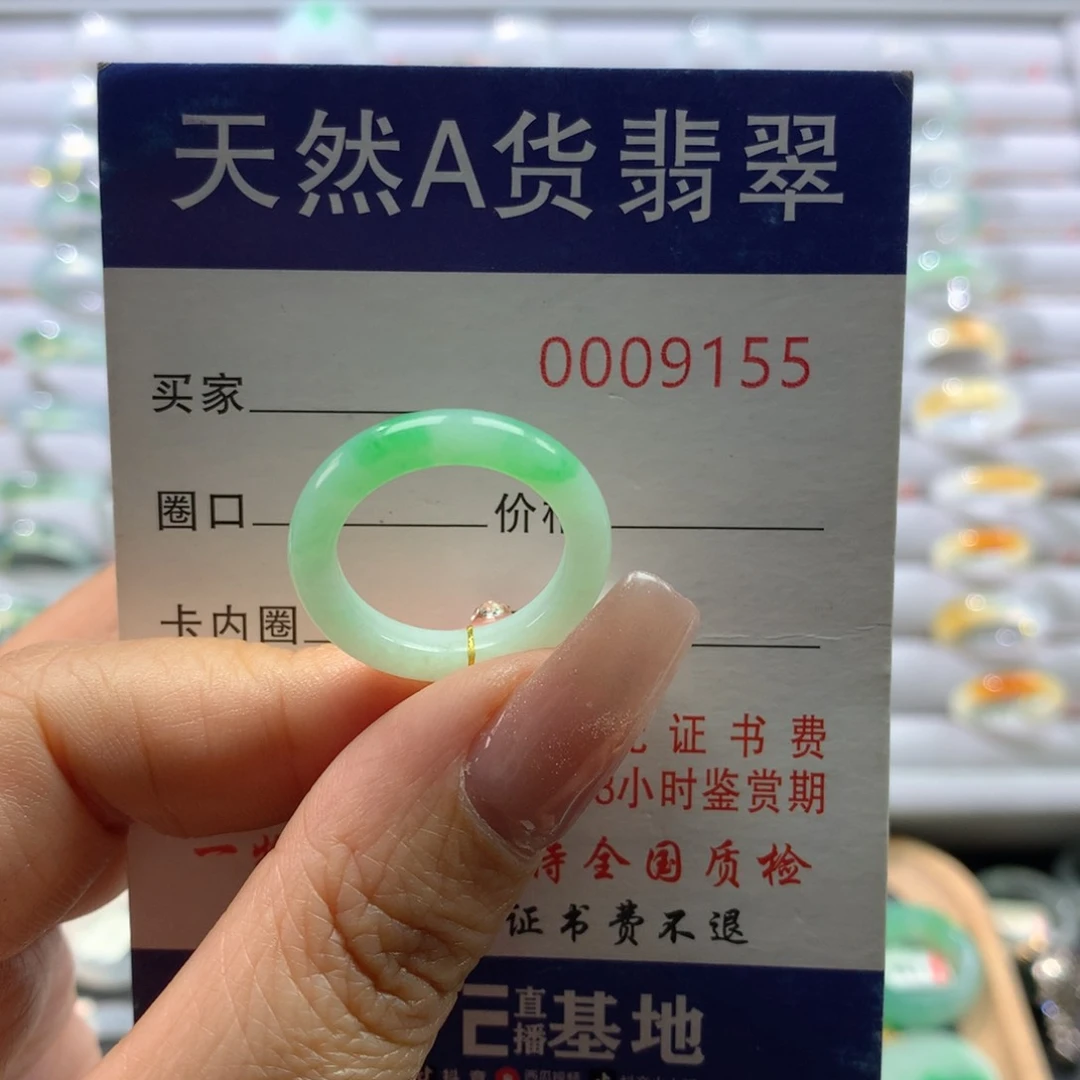 天然A货翡翠
0009155
买家
圈口 价
卡内圈
证书费
小时鉴赏期
全国质检
证书费不退
直播基地